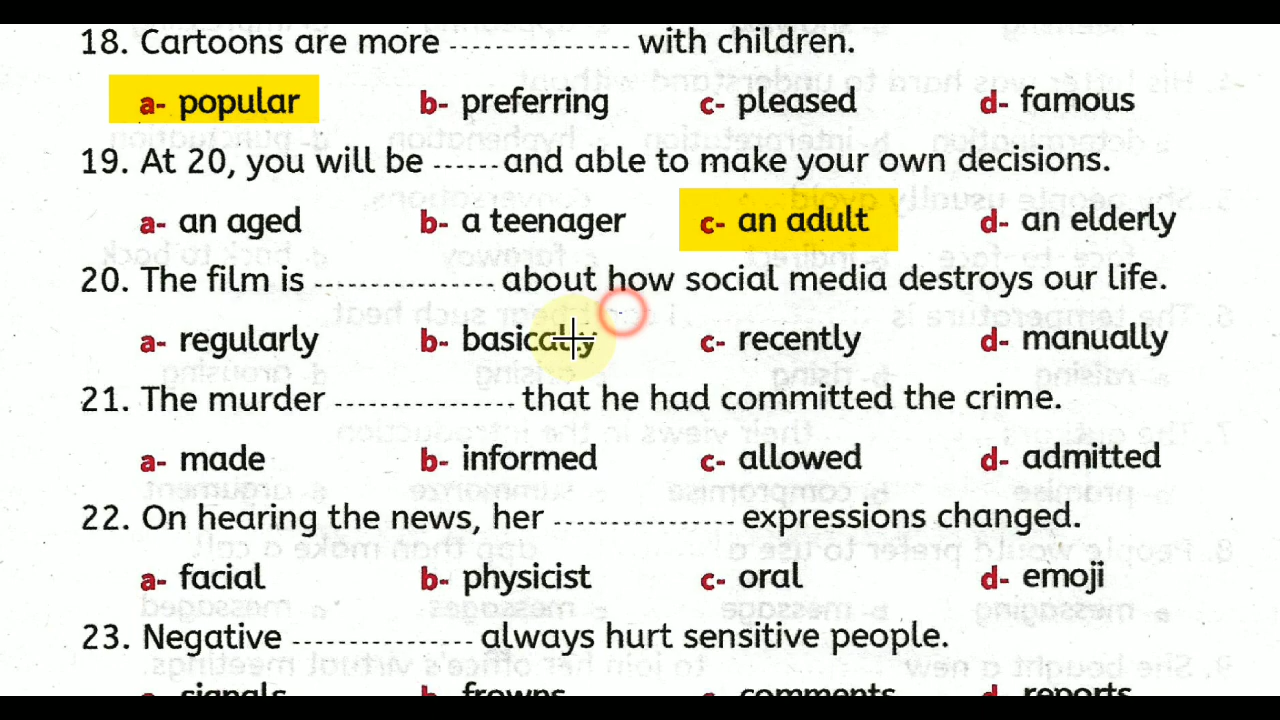 18. Cartoons are more ................ with children.
a- popular b- preferring c- pleased d- famous
19. At 20, you will be ...... and able to make your own decisions.
a- an aged b- a teenager c- an adult d- an elderly
20. The film is ................ about how social media destroys our life.
a- regularly b- basically c- recently d- manually
21. The murder ................ that he had committed the crime.
a- made b- informed c- allowed d- admitted
22. On hearing the news, her ................ expressions changed.
a- facial b- physicist c- oral d- emoji
23. Negative ................ always hurt sensitive people.
a- signals b- frowns c- comments d- reports